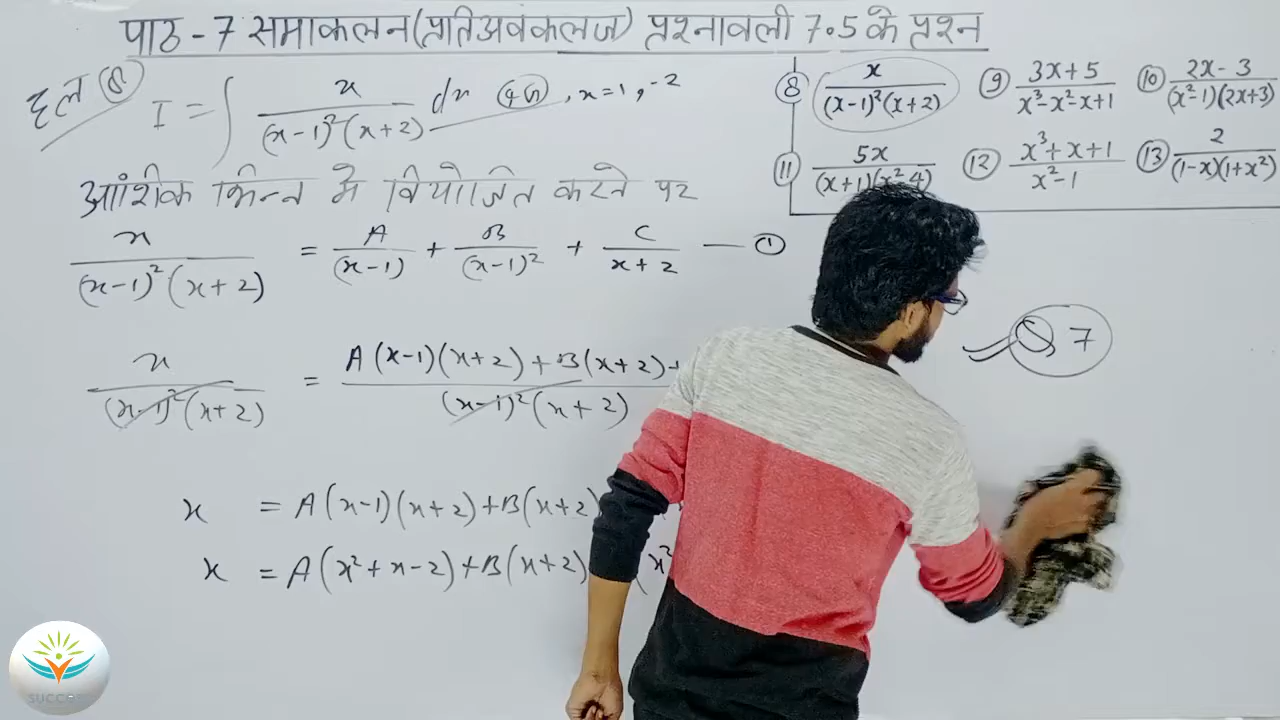 पाठ - 7 समाकलन (प्रतिअवकलज) प्रश्नावली 7.5 के प्रश्न
हल ⑧ I = ∫ x/((x-1)²(x+2)) dx, x=1, -2
आांशीक भिन्न मे वियोजित करने पर
x/((x-1)²(x+2)) = A/(x-1) + B/(x-1)² + C/(x+2) — ①
x/((x-1)²(x+2)) = A(x-1)(x+2)+B(x+2)+ /((x-1)²(x+2))
x = A(x-1)(x+2)+B(x+2)
x = A(x²+x-2)+B(x+2) (x²
⑧ x/((x-1)²(x+2)) ⑨ (3x+5)/(x³-x²-x+1) ⑩ (2x-3)/((x²-1)(2x+3))
⑪ 5x/((x+1)(x²-4)) ⑫ (x³+x+1)/(x²-1) ⑬ 2/((1-x)(1+x²))
Q 7